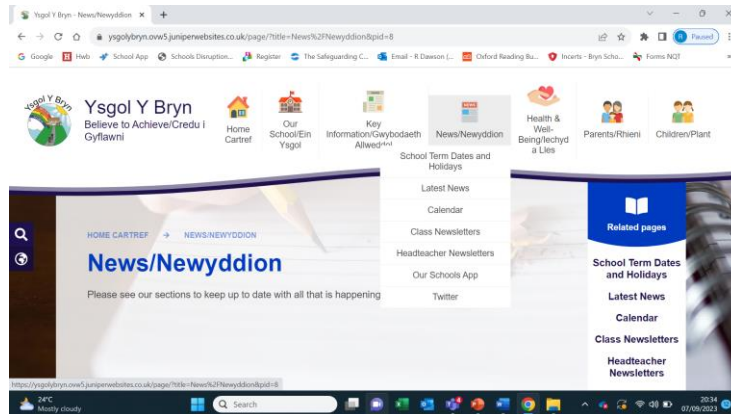 Ysgol Y Bryn - News/Newyddion
ysgolybryn.ovw5.juniperwebsites.co.uk/page/?title=News%2FNewyddion&pid=8
Paused
Google
Hwb
School App
Schools Disruption...
Register
The Safeguarding C...
Email - R Dawson (...
Oxford Reading Bu...
Incerts - Bryn Scho...
Forms NQT
Ysgol Y Bryn
Ysgol Y Bryn
Believe to Achieve/Credu i
Gyflawni
Home
Cartref
Our
School/Ein
Ysgol
Key
Information/Gwybodaeth
News/Newyddion
Health &
Well-
Being/Iechyd
a Lles
Parents/Rhieni
Children/Plant
School Term Dates and
Holidays
Latest News
Calendar
Class Newsletters
Headteacher Newsletters
Our Schools App
Twitter
HOME CARTREF → NEWS/NEWYDDION
News/Newyddion
Please see our sections to keep up to date with all that is happening
Related pages
School Term Dates
and Holidays
Latest News
Calendar
Class Newsletters
Headteacher
Newsletters
https://ysgolybryn.ovw5.juniperwebsites.co.uk/page/?title=News%2FNewyddion&pid=8
24°C
Mostly cloudy
Search
20:34
07/09/2023